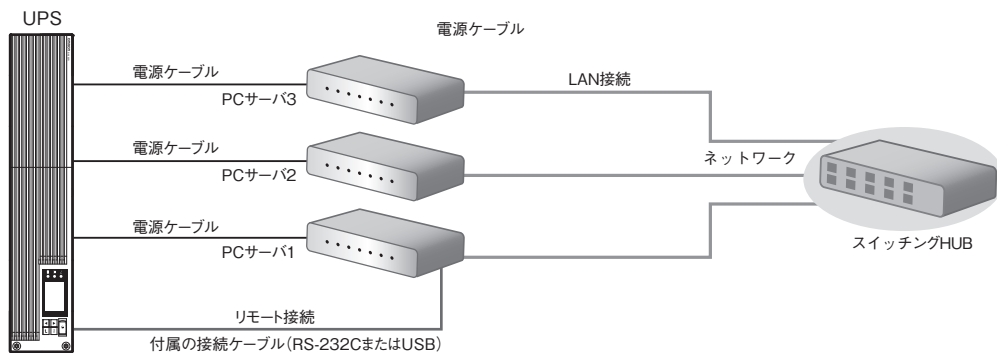 UPS
電源ケーブル
電源ケーブル
LAN接続
PCサーバ3
電源ケーブル
ネットワーク
PCサーバ2
電源ケーブル
スイッチングHUB
PCサーバ1
リモート接続
付属の接続ケーブル(RS-232CまたはUSB)